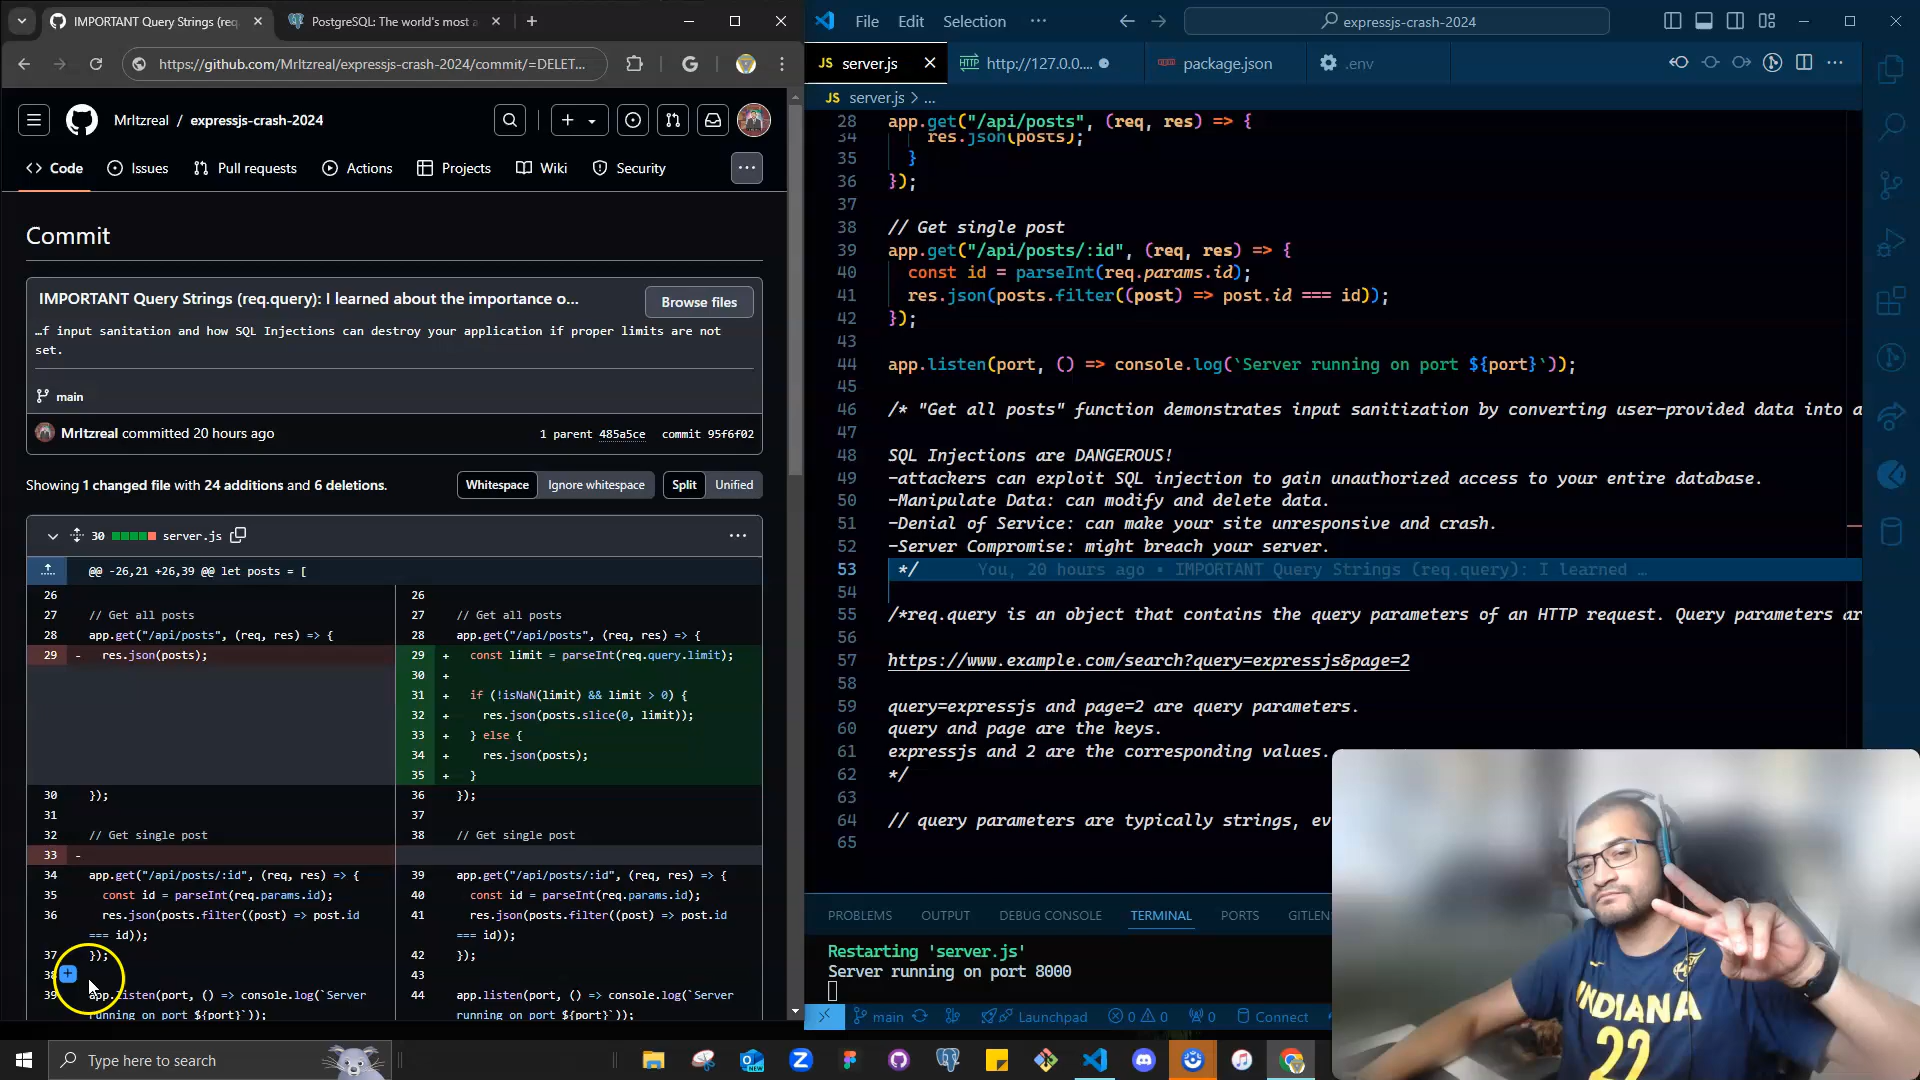 IMPORTANT Query Strings (req
PostgreSQL: The world's most a
https://github.com/MrItzreal/expressjs-crash-2024/commit/=DELET...
MrItzreal / expressjs-crash-2024
Code
Issues
Pull requests
Actions
Projects
Wiki
Security
Commit
IMPORTANT Query Strings (req.query): I learned about the importance o...
Browse files
…f input sanitation and how SQL Injections can destroy your application if proper limits are not
set.
main
MrItzreal committed 20 hours ago
1 parent 485a5ce commit 95f6f02
Showing 1 changed file with 24 additions and 6 deletions.
Whitespace
Ignore whitespace
Split
Unified
30
server.js
@@ -26,21 +26,39 @@ let posts = [
26
27 // Get all posts
28 app.get("/api/posts", (req, res) => {
29 - res.json(posts);
30 });
31
32 // Get single post
33 -
34 app.get("/api/posts/:id", (req, res) => {
35 const id = parseInt(req.params.id);
36 res.json(posts.filter((post) => post.id
=== id));
37 });
38
39 app.listen(port, () => console.log(`Server
running on port ${port}`));
26
27 // Get all posts
28 app.get("/api/posts", (req, res) => {
29 + const limit = parseInt(req.query.limit);
30 +
31 + if (!isNaN(limit) && limit > 0) {
32 + res.json(posts.slice(0, limit));
33 + } else {
34 + res.json(posts);
35 + }
36 });
37
38 // Get single post
39 app.get("/api/posts/:id", (req, res) => {
40 const id = parseInt(req.params.id);
41 res.json(posts.filter((post) => post.id
=== id));
42 });
43
44 app.listen(port, () => console.log(`Server
running on port ${port}`));
Type here to search
File
Edit
Selection
expressjs-crash-2024
JS server.js
http://127.0.0....
package.json
.env
JS server.js > ...
28 app.get("/api/posts", (req, res) => {
34 res.json(posts);
35 }
36 });
37
38 // Get single post
39 app.get("/api/posts/:id", (req, res) => {
40 const id = parseInt(req.params.id);
41 res.json(posts.filter((post) => post.id === id));
42 });
43
44 app.listen(port, () => console.log(`Server running on port ${port}`));
45
46 /* "Get all posts" function demonstrates input sanitization by converting user-provided data into a
47
48 SQL Injections are DANGEROUS!
49 -attackers can exploit SQL injection to gain unauthorized access to your entire database.
50 -Manipulate Data: can modify and delete data.
51 -Denial of Service: can make your site unresponsive and crash.
52 -Server Compromise: might breach your server.
53 */ You, 20 hours ago • IMPORTANT Query Strings (req.query): I learned …
54
55 /*req.query is an object that contains the query parameters of an HTTP request. Query parameters ar
56
57 https://www.example.com/search?query=expressjs&page=2
58
59 query=expressjs and page=2 are query parameters.
60 query and page are the keys.
61 expressjs and 2 are the corresponding values.
62 */
63
64 // query parameters are typically strings, ev
65
PROBLEMS
OUTPUT
DEBUG CONSOLE
TERMINAL
PORTS
GITLEN
Restarting 'server.js'
Server running on port 8000
main
Launchpad
0
0
0
Connect
INDIANA
22